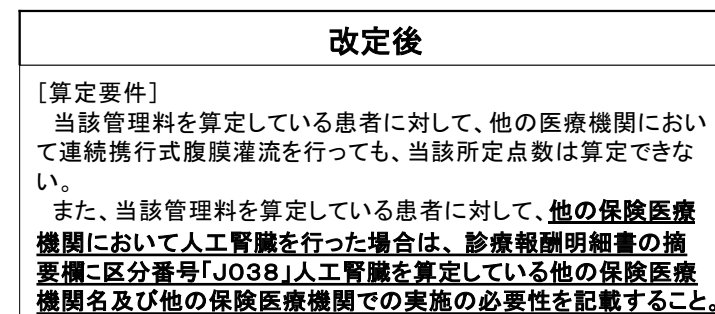 改定後
［算定要件］
　当該管理料を算定している患者に対して、他の医療機関におい
て連続携行式腹膜灌流を行っても、当該所定点数は算定できな
い。
　また、当該管理料を算定している患者に対して、他の保険医療
機関において人工腎臓を行った場合は、診療報酬明細書の摘
要欄に区分番号「J038」人工腎臓を算定している他の保険医療
機関名及び他の保険医療機関での実施の必要性を記載すること。